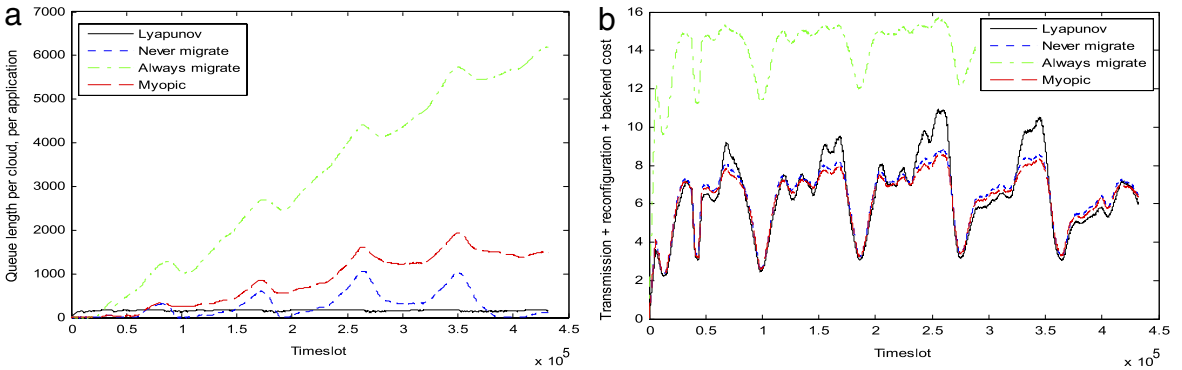 a
Queue length per cloud, per application
7000
6000
5000
4000
3000
2000
1000
0
Lyapunov
Never migrate
Always migrate
Myopic
0 0.5 1 1.5 2 2.5 3 3.5 4 4.5
Timeslot
x 10^5
b
Transmission + reconfiguration + backend cost
16
14
12
10
8
6
4
2
0
Lyapunov
Never migrate
Always migrate
Myopic
0 0.5 1 1.5 2 2.5 3 3.5 4 4.5
Timeslot
x 10^5